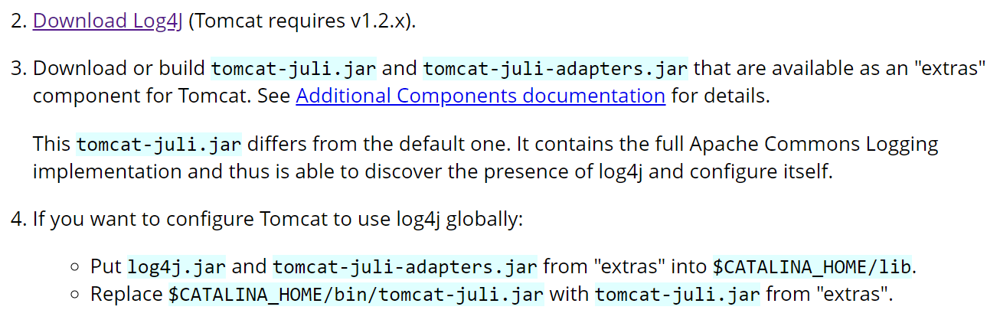 2. Download Log4J (Tomcat requires v1.2.x).
3. Download or build tomcat-juli.jar and tomcat-juli-adapters.jar that are available as an "extras"
component for Tomcat. See Additional Components documentation for details.
This tomcat-juli.jar differs from the default one. It contains the full Apache Commons Logging
implementation and thus is able to discover the presence of log4j and configure itself.
4. If you want to configure Tomcat to use log4j globally:
○ Put log4j.jar and tomcat-juli-adapters.jar from "extras" into $CATALINA_HOME/lib.
○ Replace $CATALINA_HOME/bin/tomcat-juli.jar with tomcat-juli.jar from "extras".